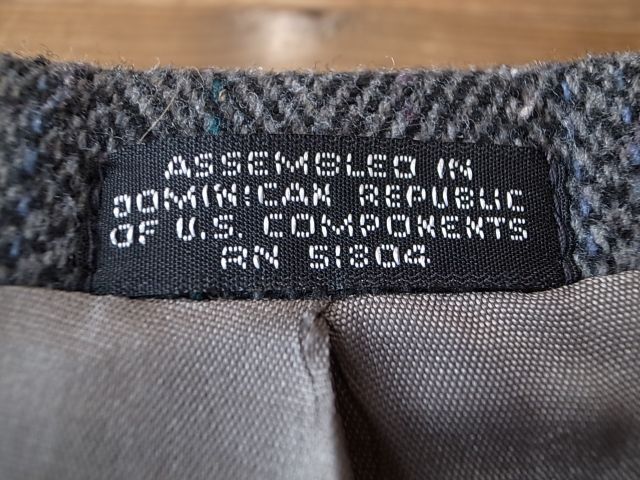 ASSEMBLED IN
DOMINICAN REPUBLIC
OF U.S. COMPONENTS
RN 51804